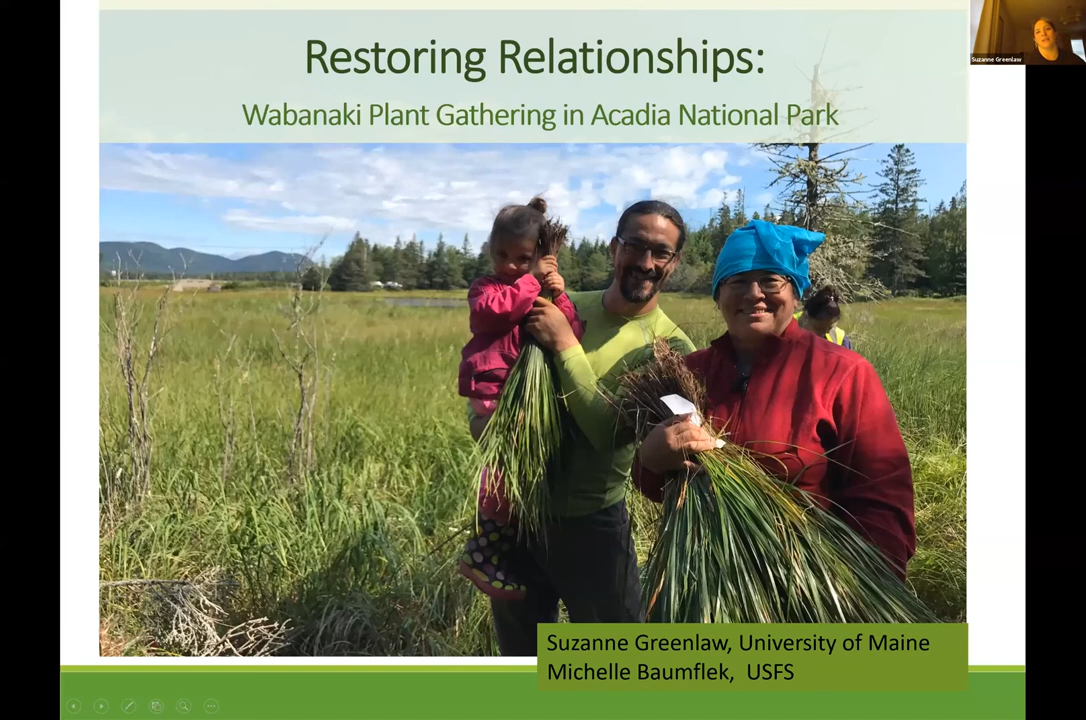 Restoring Relationships:
Wabanaki Plant Gathering in Acadia National Park
Suzanne Greenlaw
Suzanne Greenlaw, University of Maine
Michelle Baumflek, USFS